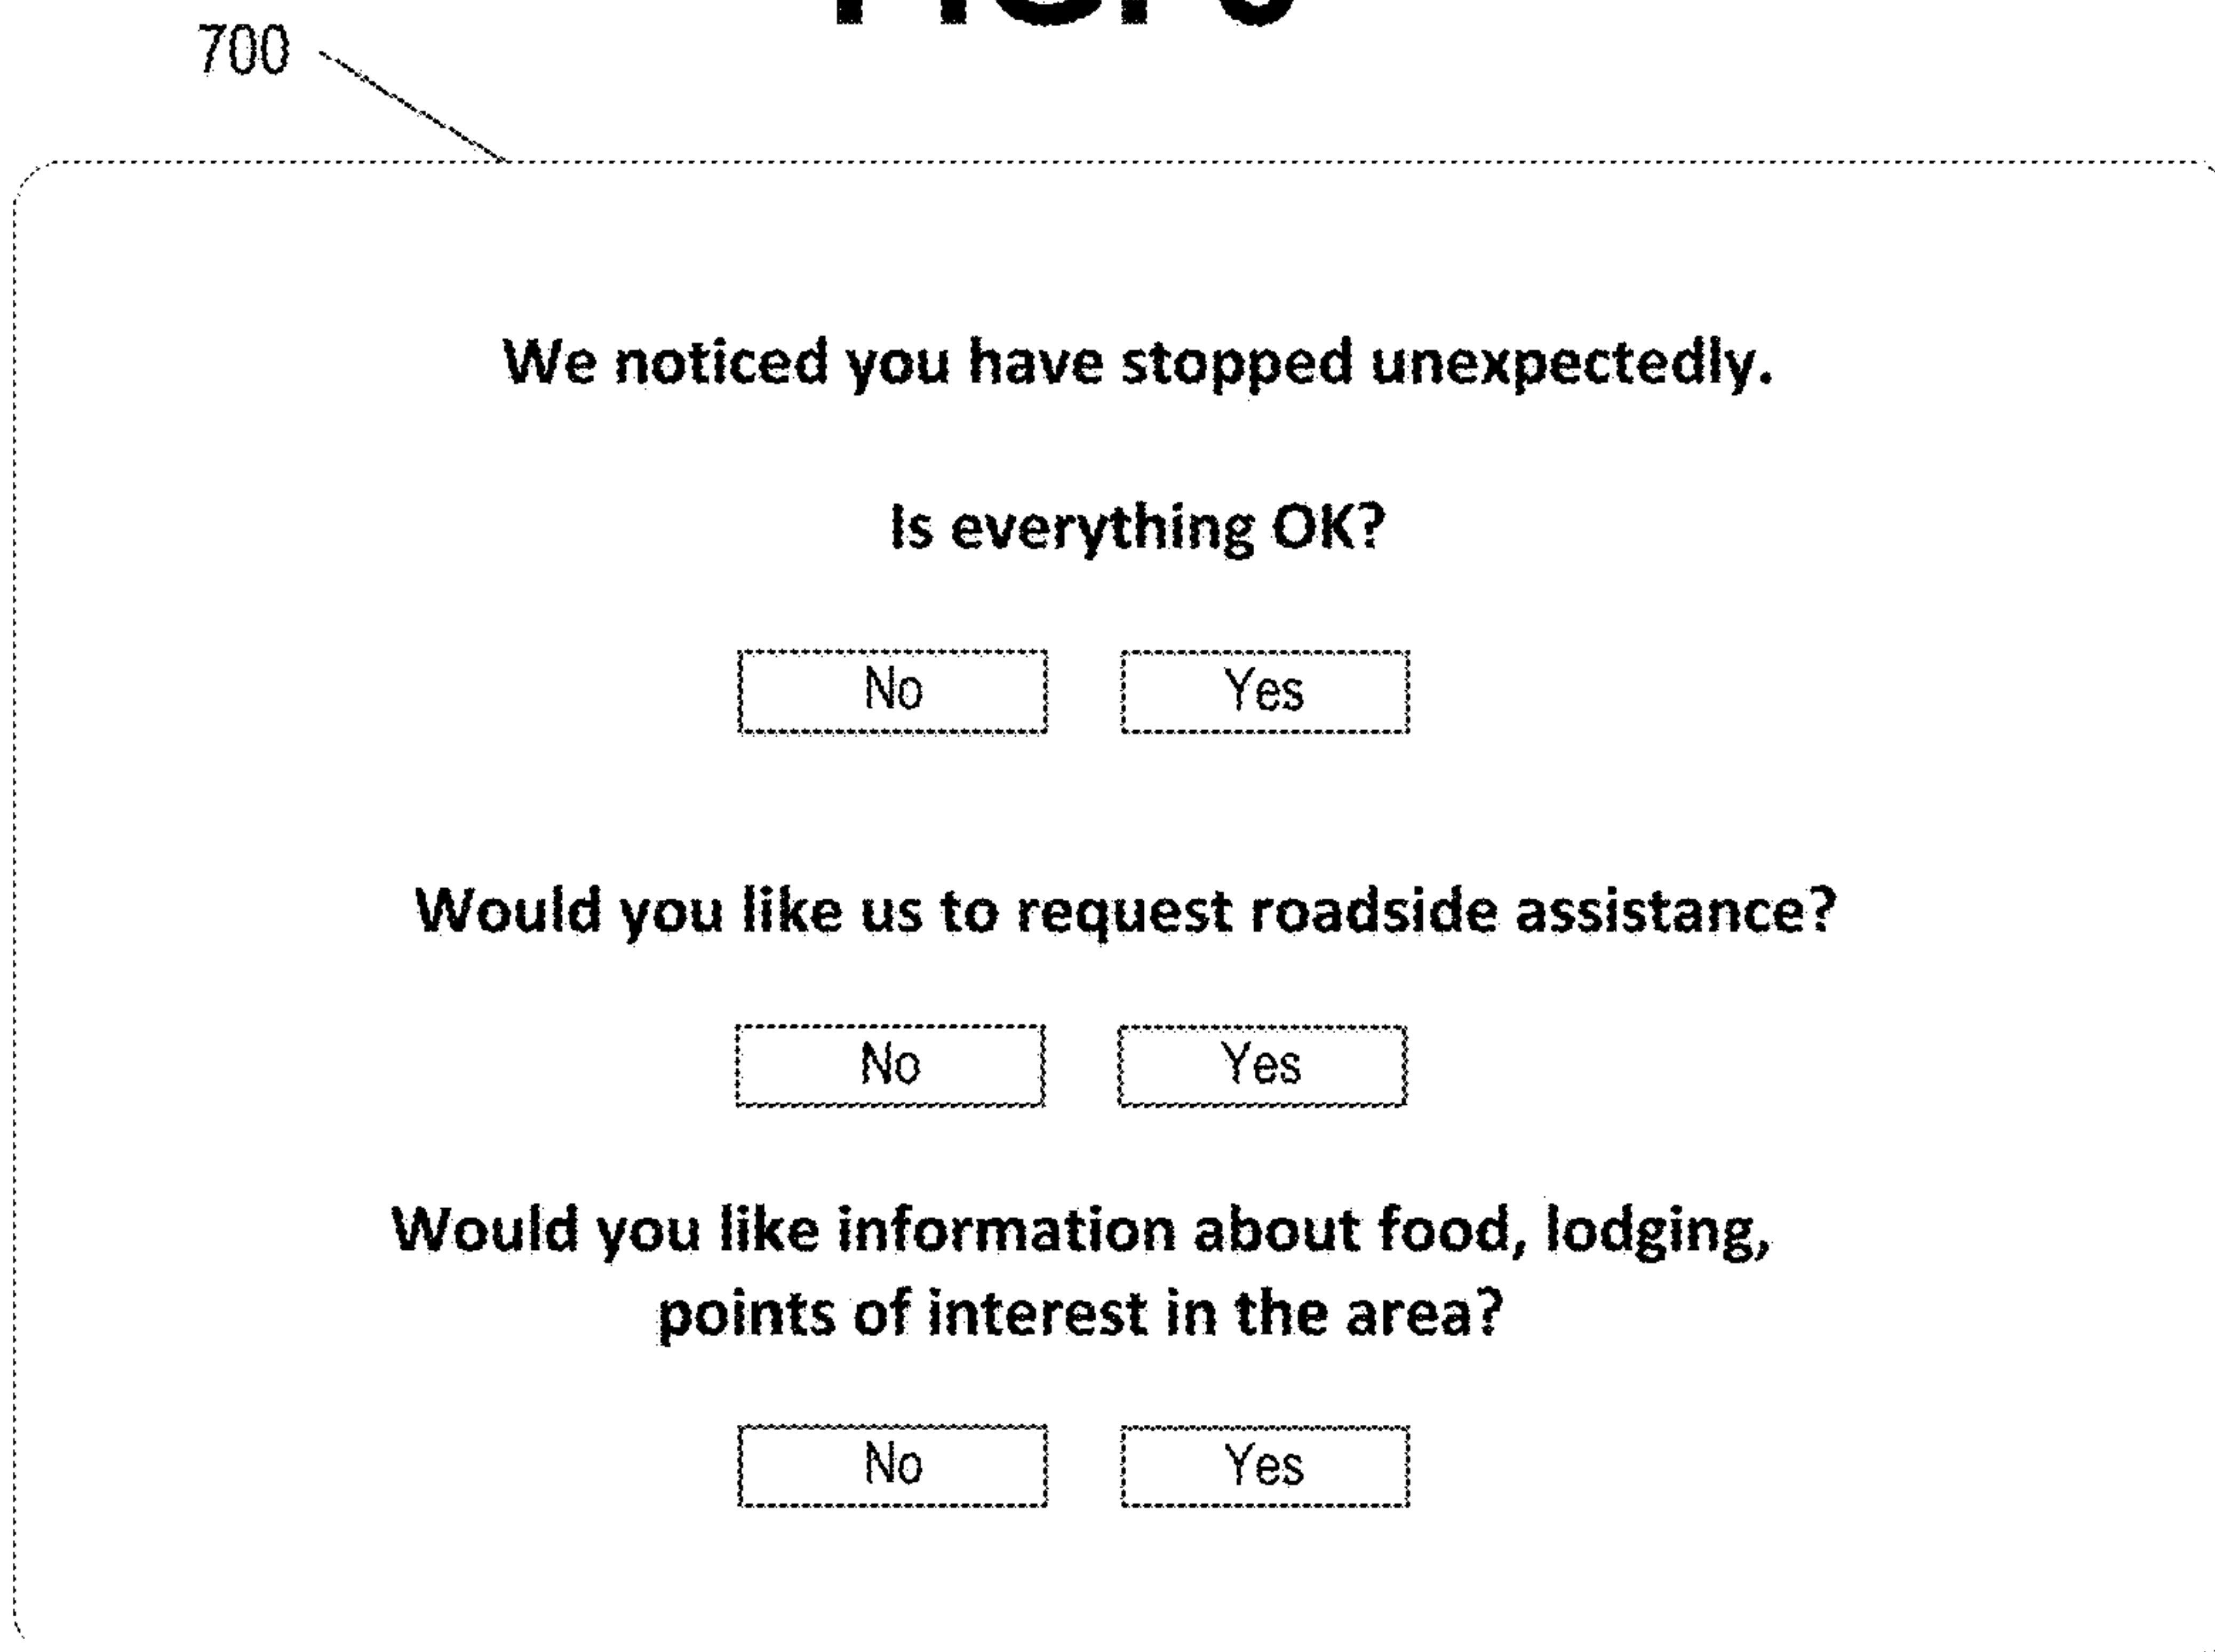 700
We noticed you have stopped unexpectedly.
Is everything OK?
No Yes
Would you like us to request roadside assistance?
No Yes
Would you like information about food, lodging,
points of interest in the area?
No Yes